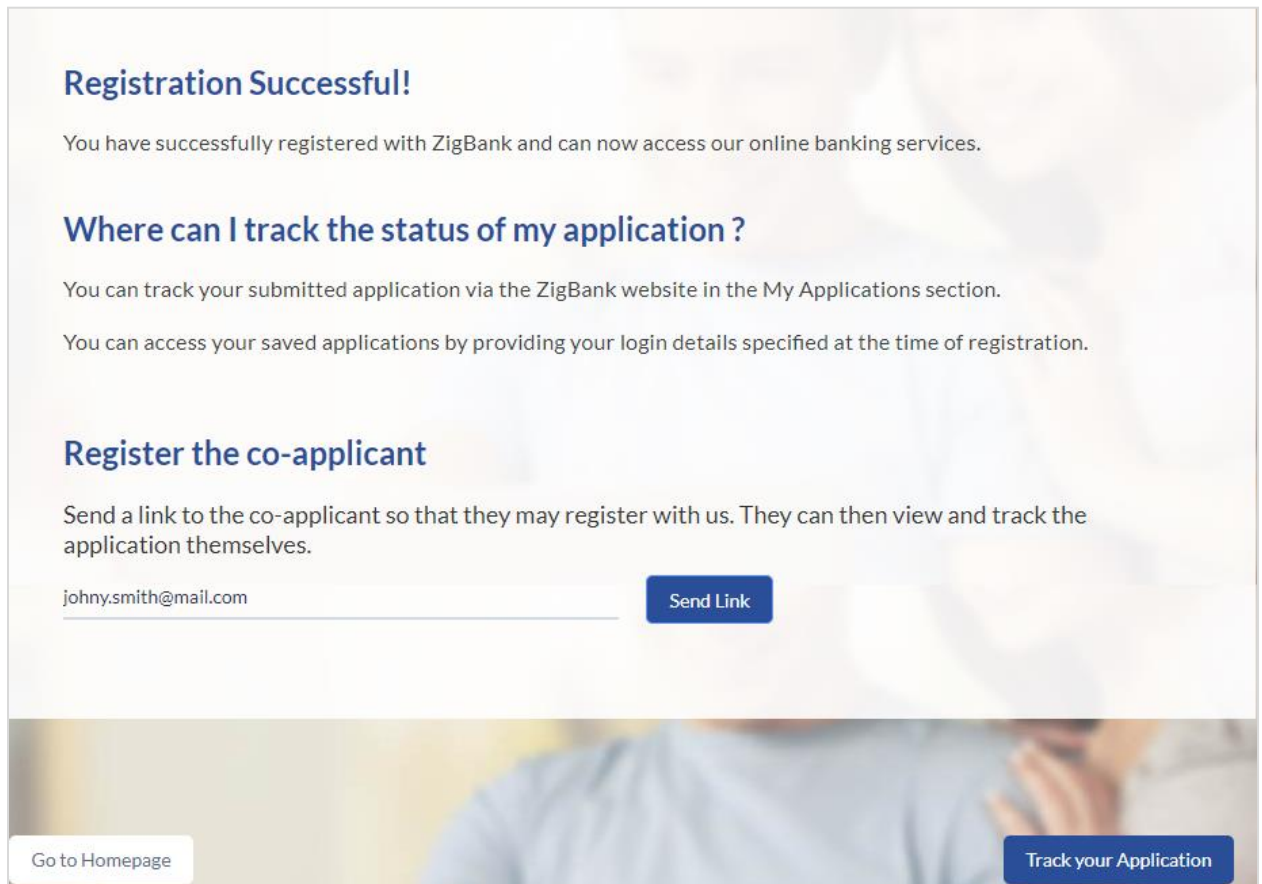 Registration Successful!
You have successfully registered with ZigBank and can now access our online banking services.
Where can I track the status of my application ?
You can track your submitted application via the ZigBank website in the My Applications section.
You can access your saved applications by providing your login details specified at the time of registration.
Register the co-applicant
Send a link to the co-applicant so that they may register with us. They can then view and track the
application themselves.
johny.smith@mail.com
Send Link
Go to Homepage
Track your Application